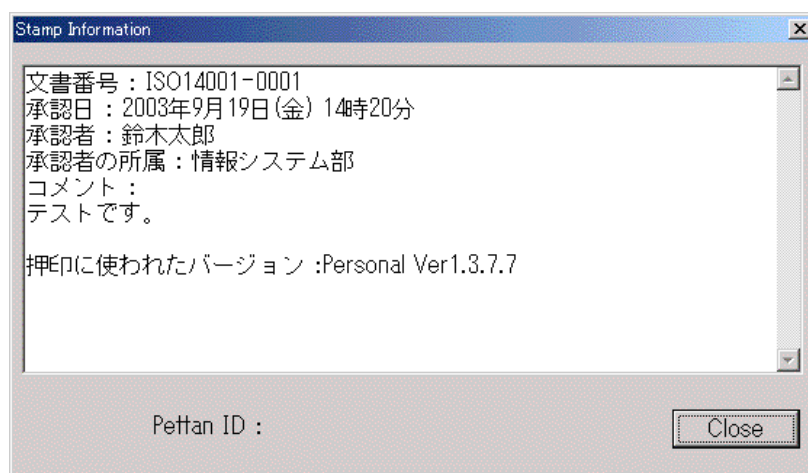 Stamp Information
文書番号：ISO14001-0001
承認日：2003年9月19日(金) 14時20分
承認者：鈴木太郎
承認者の所属：情報システム部
コメント：
テストです。
押印に使われたバージョン :Personal Ver1.3.7.7
Pettan ID :
Close